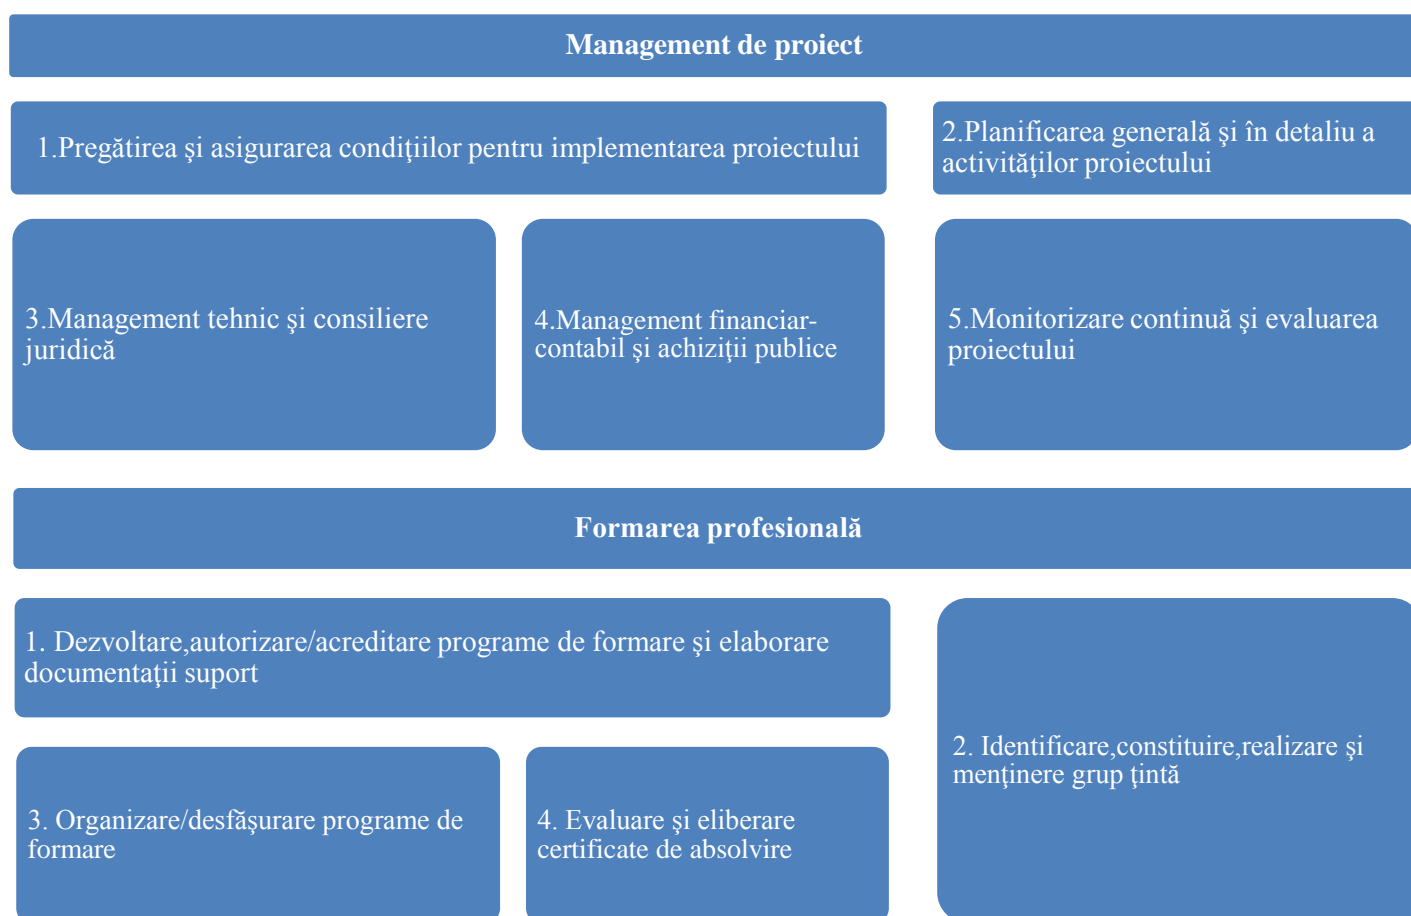 Management de proiect
1.Pregătirea şi asigurarea condiţiilor pentru implementarea proiectului
2.Planificarea generală şi în detaliu a
activităţilor proiectului
3.Management tehnic şi consiliere
juridică
4.Management financiar-
contabil şi achiziţii publice
5.Monitorizare continuă şi evaluarea
proiectului
Formarea profesională
1. Dezvoltare,autorizare/acreditare programe de formare şi elaborare
documentaţii suport
2. Identificare,constituire,realizare şi
menţinere grup ţintă
3. Organizare/desfăşurare programe de
formare
4. Evaluare şi eliberare
certificate de absolvire